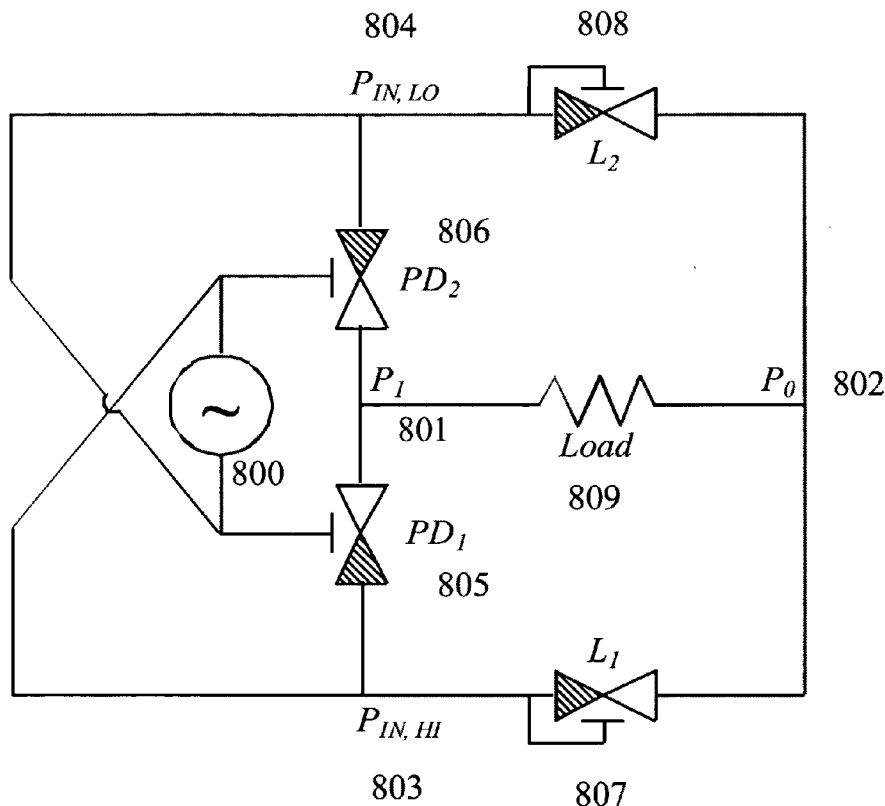 804
808
P_{IN, LO}
L_2
806
PD_2
P_1
P_0
802
801
~
Load
800
809
PD_1
805
L_1
P_{IN, HI}
803
807